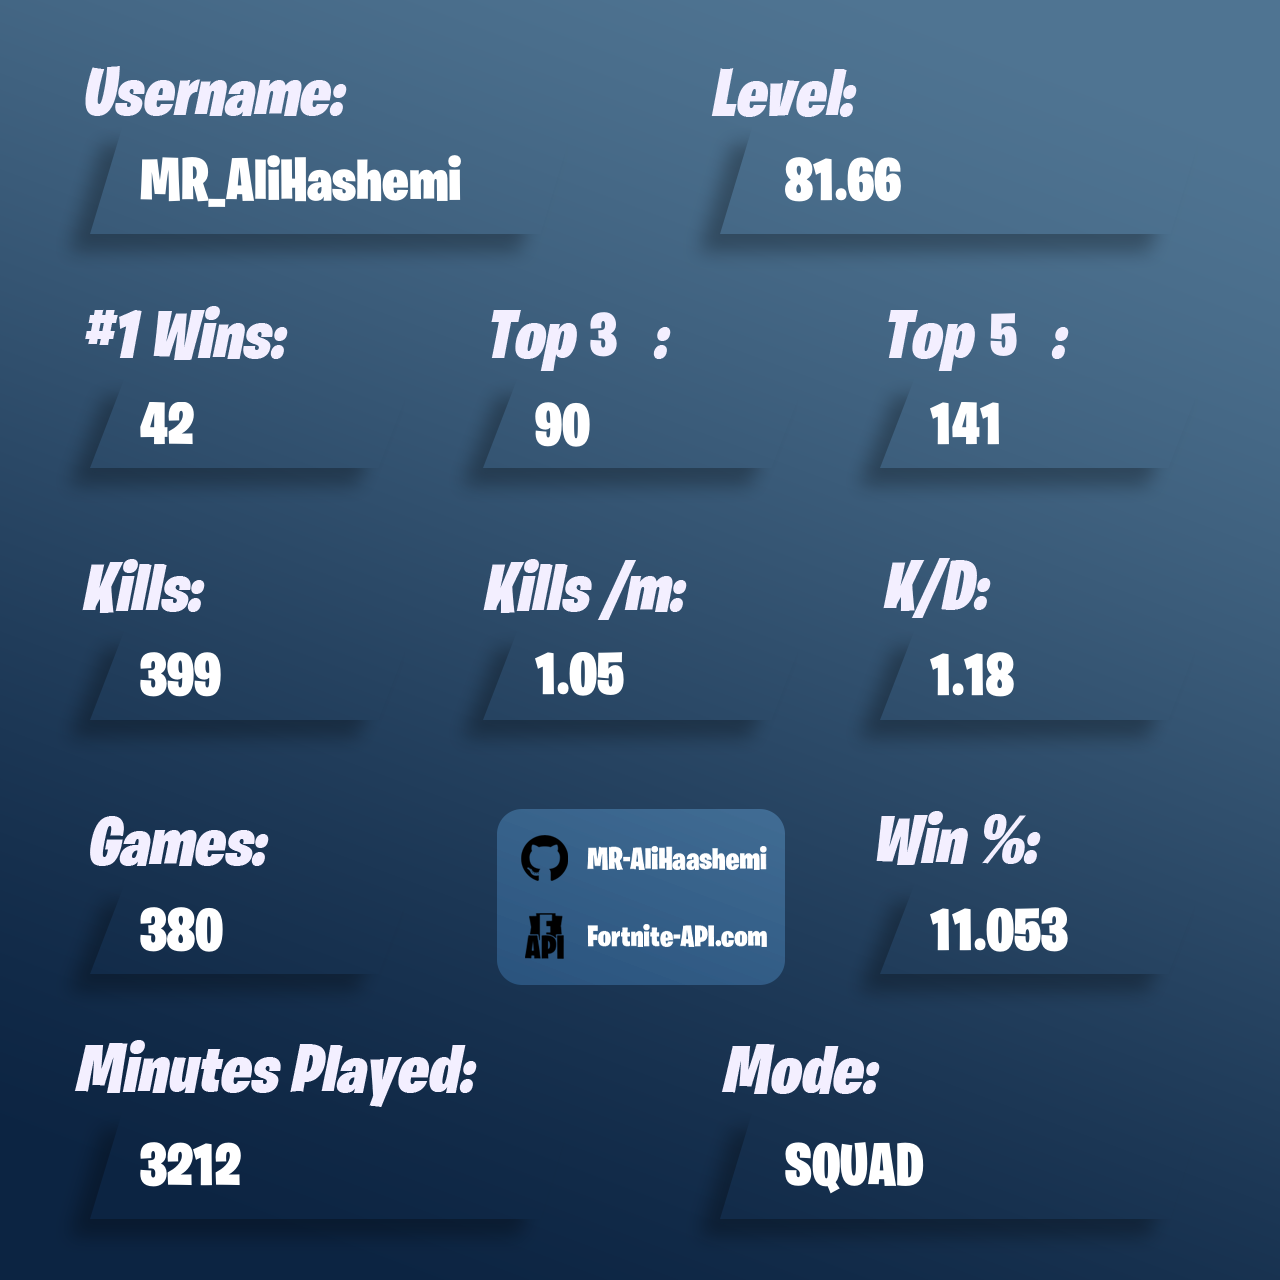 Username:
MR_AliHashemi
Level:
81.66
#1 Wins:
42
Top 3 :
90
Top 5 :
141
Kills:
399
Kills /m:
1.05
K/D:
1.18
Games:
380
MR-AliHaashemi
F
API
Fortnite-API.com
Win %:
11.053
Minutes Played:
3212
Mode:
SQUAD